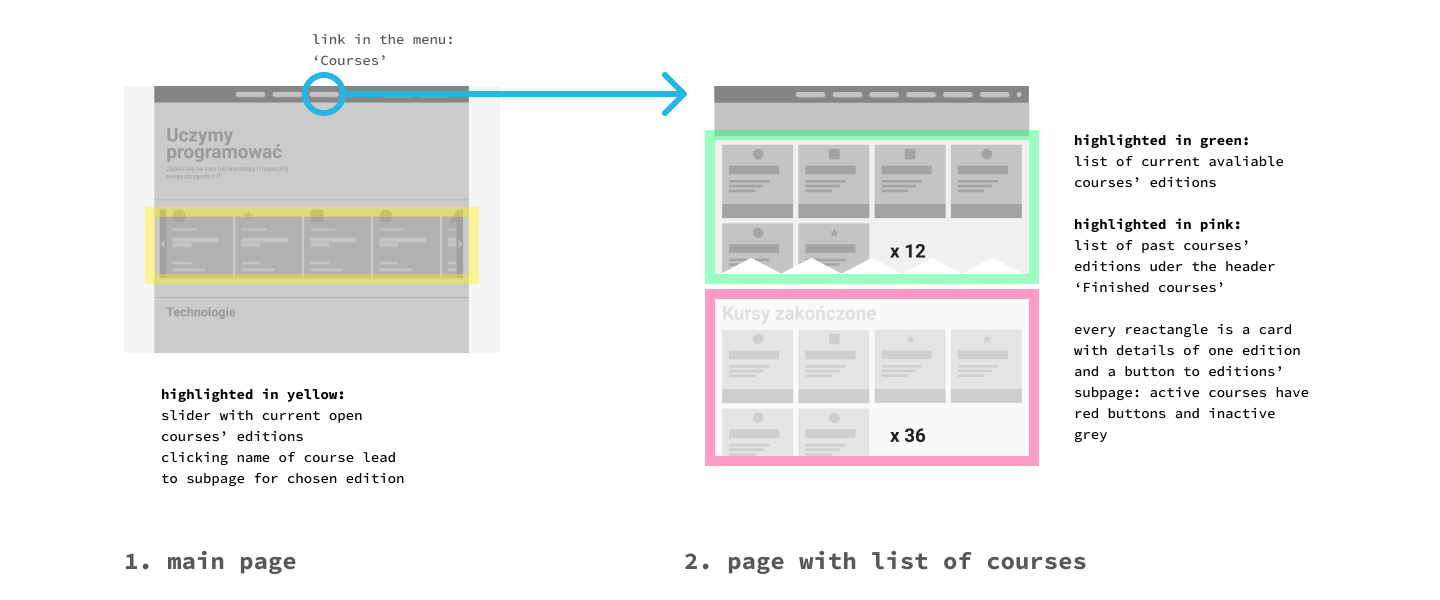 link in the menu:
‘Courses’
Uczymy
programować
Zapisz się na kurs lub warsztaty i rozpocznij
swoją przygodę z IT
Technologie
highlighted in yellow:
slider with current open
courses’ editions
clicking name of course lead
to subpage for chosen edition
1. main page
x 12
Kursy zakończone
x 36
highlighted in green:
list of current avaliable
courses’ editions
highlighted in pink:
list of past courses’
editions uder the header
‘Finished courses’
every reactangle is a card
with details of one edition
and a button to editions’
subpage: active courses have
red buttons and inactive
grey
2. page with list of courses